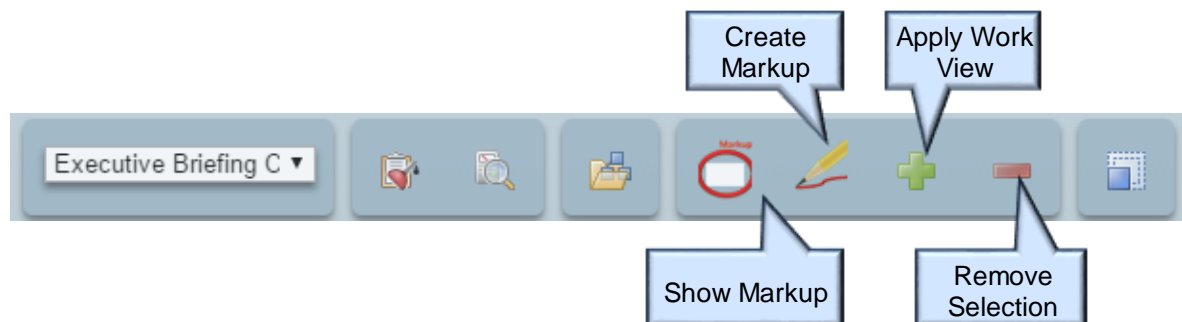 Create
Markup
Apply Work
View
Executive Briefing C
Markup
Show Markup
Remove
Selection